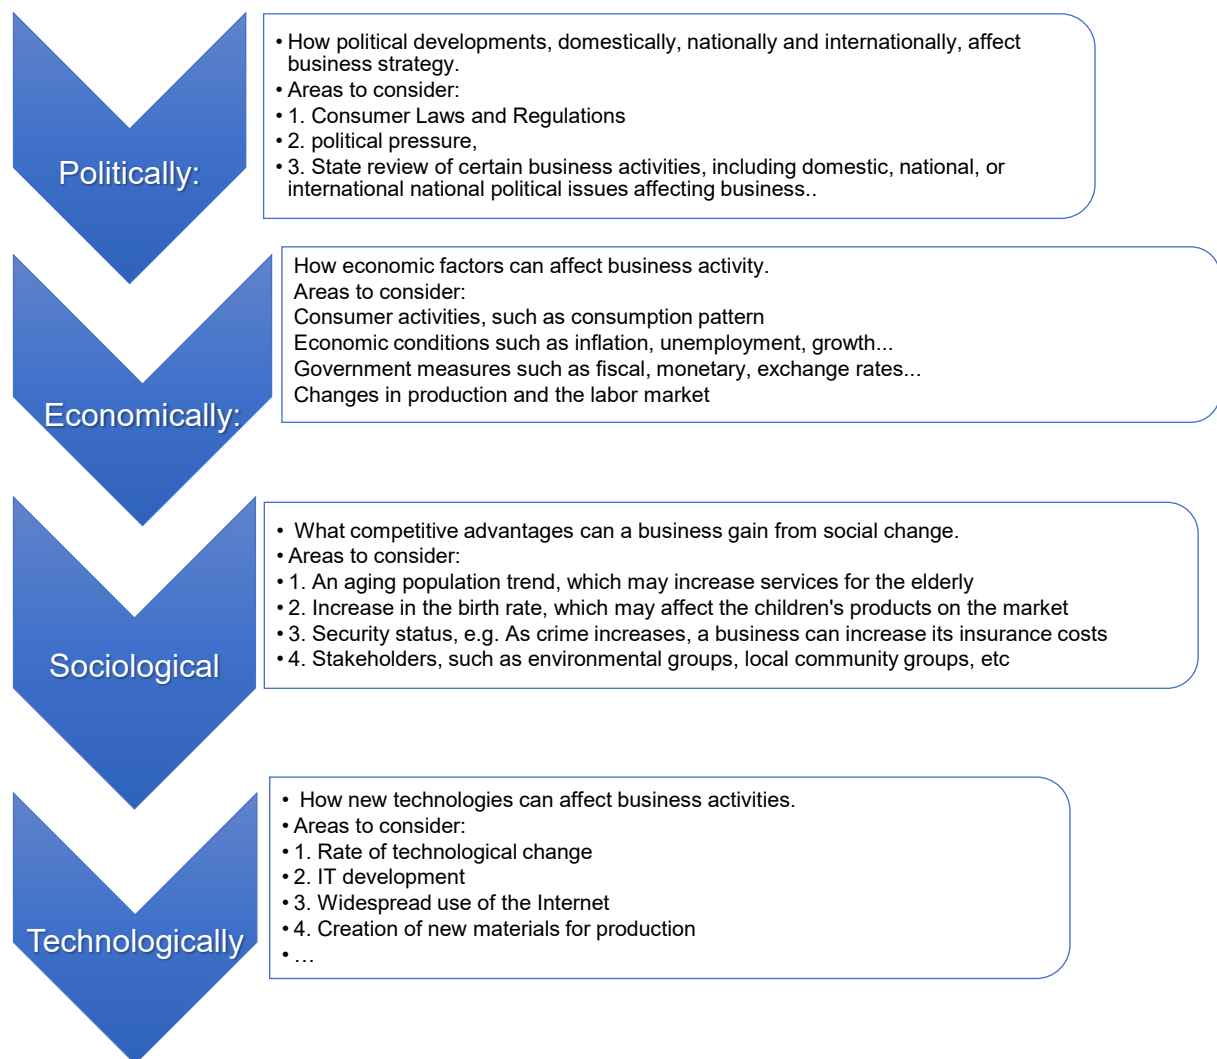 Politically:
• How political developments, domestically, nationally and internationally, affect
business strategy.
• Areas to consider:
• 1. Consumer Laws and Regulations
• 2. political pressure,
• 3. State review of certain business activities, including domestic, national, or
international national political issues affecting business..
Economically:
How economic factors can affect business activity.
Areas to consider:
Consumer activities, such as consumption pattern
Economic conditions such as inflation, unemployment, growth...
Government measures such as fiscal, monetary, exchange rates...
Changes in production and the labor market
Sociological
• What competitive advantages can a business gain from social change.
• Areas to consider:
• 1. An aging population trend, which may increase services for the elderly
• 2. Increase in the birth rate, which may affect the children's products on the market
• 3. Security status, e.g. As crime increases, a business can increase its insurance costs
• 4. Stakeholders, such as environmental groups, local community groups, etc
Technologically
• How new technologies can affect business activities.
• Areas to consider:
• 1. Rate of technological change
• 2. IT development
• 3. Widespread use of the Internet
• 4. Creation of new materials for production
• ...